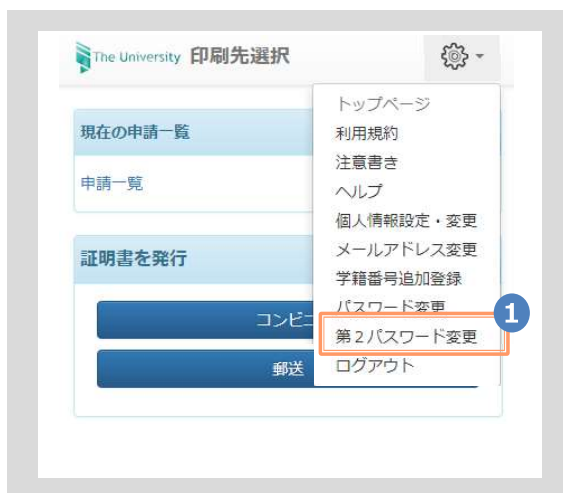 The University 印刷先選択
トップページ
現在の申請一覧
利用規約
注意書き
申請一覧
ヘルプ
個人情報設定・変更
メールアドレス変更
証明書を発行
学籍番号追加登録
パスワード変更
1
コンビニ
第2パスワード変更
郵送
ログアウト